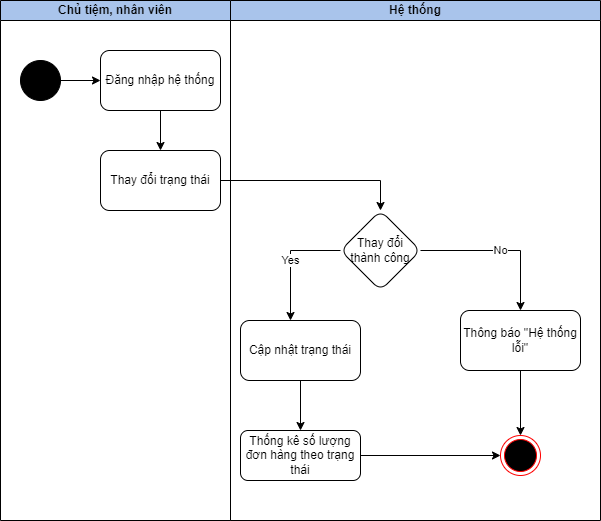 Chủ tiệm, nhân viên
Hệ thống
Đăng nhập hệ thống
Thay đổi trạng thái
Thay đổi
thành công
Yes
No
Cập nhật trạng thái
Thông báo "Hệ thống
lỗi"
Thống kê số lượng
đơn hàng theo trạng
thái